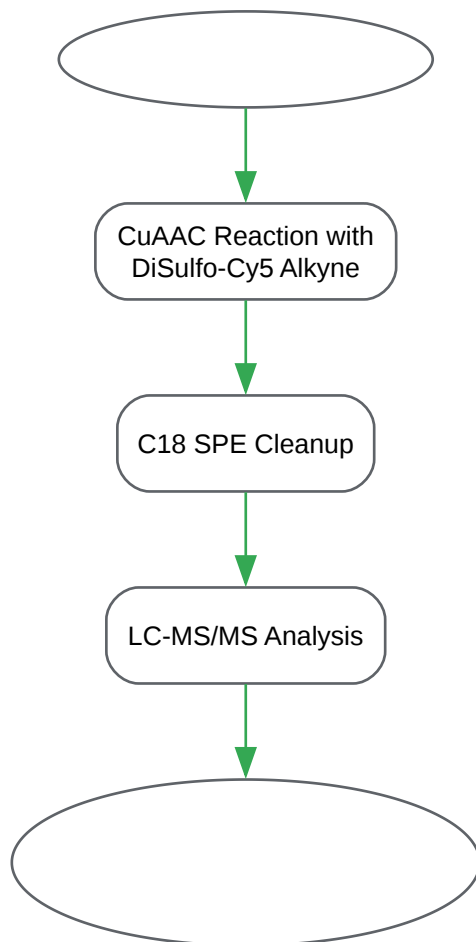 CuAAC Reaction with
DiSulfo-Cy5 Alkyne
C18 SPE Cleanup
LC-MS/MS Analysis